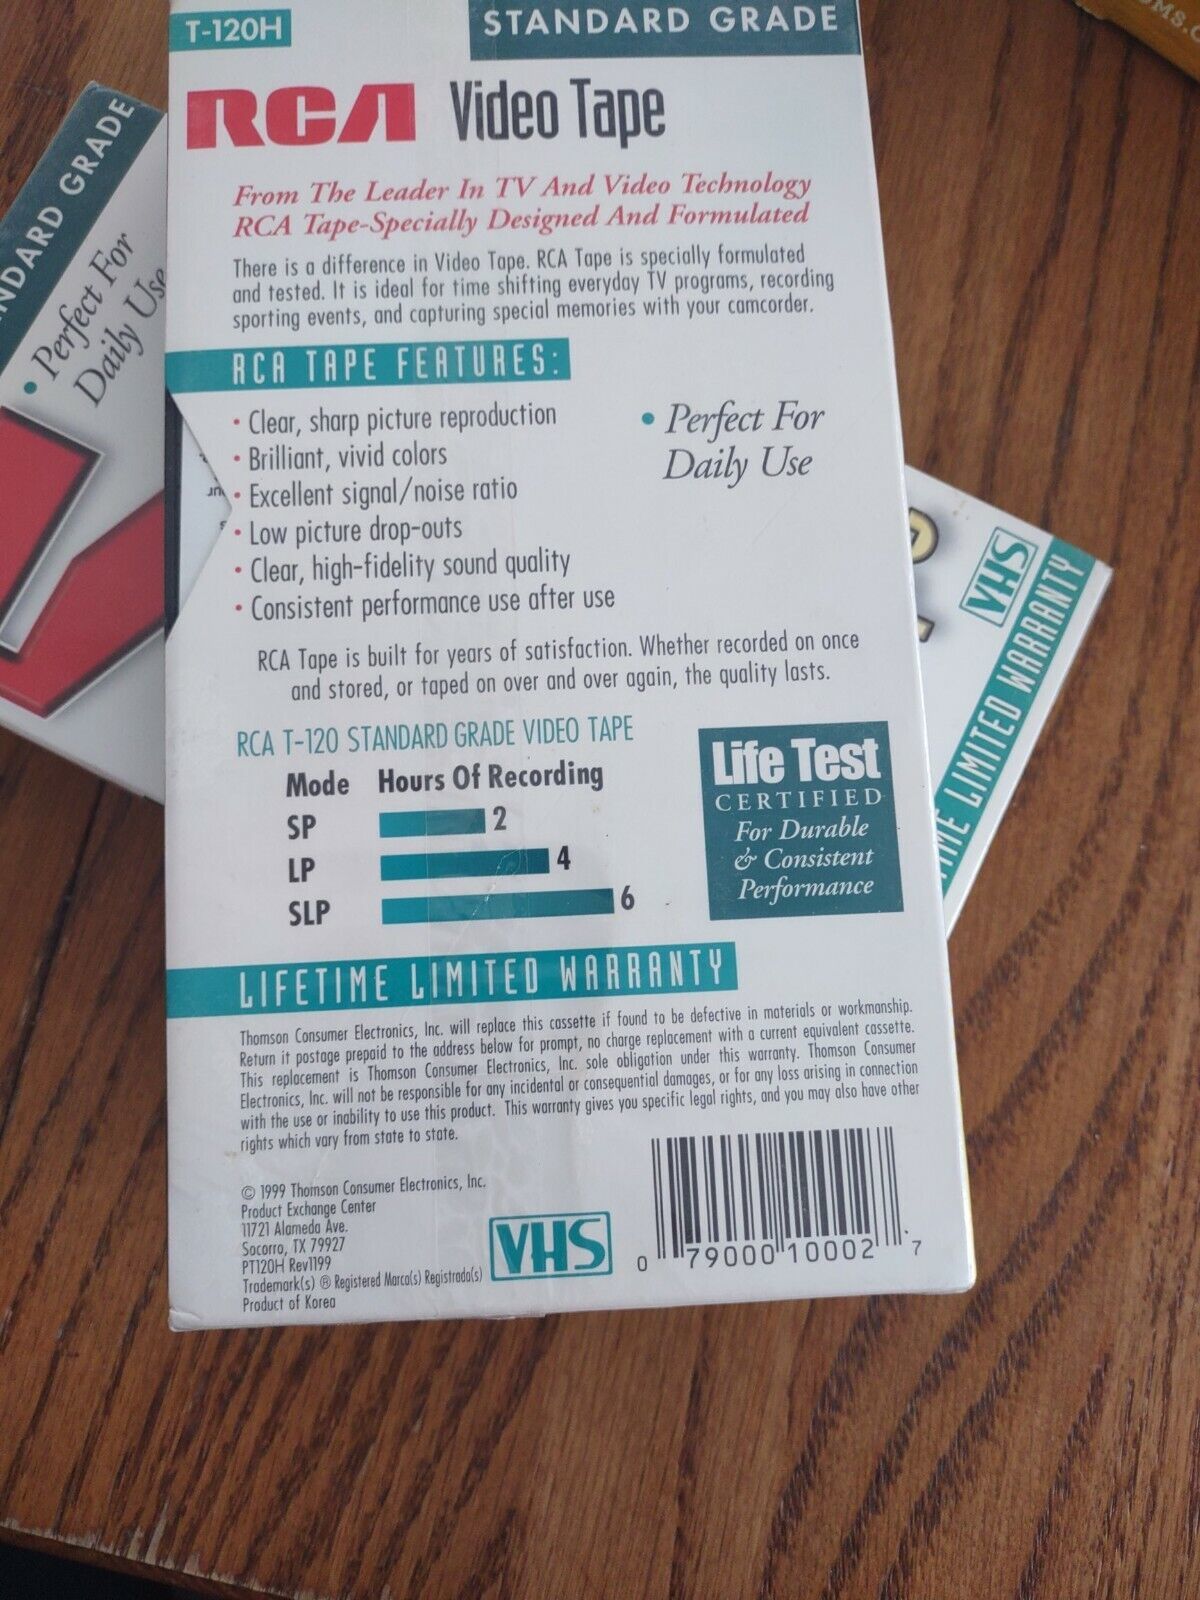 T-120H
STANDARD GRADE
RCA Video Tape
From The Leader In TV And Video Technology
RCA Tape-Specially Designed And Formulated
There is a difference in Video Tape. RCA Tape is specially formulated
and tested. It is ideal for time shifting everyday TV programs, recording
sporting events, and capturing special memories with your camcorder.
RCA TAPE FEATURES:
• Clear, sharp picture reproduction
• Brilliant, vivid colors
• Excellent signal/noise ratio
• Low picture drop-outs
• Clear, high-fidelity sound quality
• Consistent performance use after use
• Perfect For
Daily Use
RCA Tape is built for years of satisfaction. Whether recorded on once
and stored, or taped on over and over again, the quality lasts.
RCA T-120 STANDARD GRADE VIDEO TAPE
Mode Hours Of Recording
SP 2
LP 4
SLP 6
Life Test
CERTIFIED
For Durable
& Consistent
Performance
LIFETIME LIMITED WARRANTY
Thomson Consumer Electronics, Inc. will replace this cassette if found to be defective in materials or workmanship.
Return it postage prepaid to the address below for prompt, no charge replacement with a current equivalent cassette.
This replacement is Thomson Consumer Electronics, Inc. sole obligation under this warranty. Thomson Consumer
Electronics, Inc. will not be responsible for any incidental or consequential damages, or for any loss arising in connection
with the use or inability to use this product. This warranty gives you specific legal rights, and you may also have other
rights which vary from state to state.
© 1999 Thomson Consumer Electronics, Inc.
Product Exchange Center
11721 Alameda Ave.
Socorro, TX 79927
PT120H Rev1199
Trademark(s) ® Registered Marca(s) Registrada(s)
Product of Korea
VHS
0 79000 10002 7
NDARD GRADE
• Perfect For
Daily Use
VHS
IME LIMITED WARRANTY